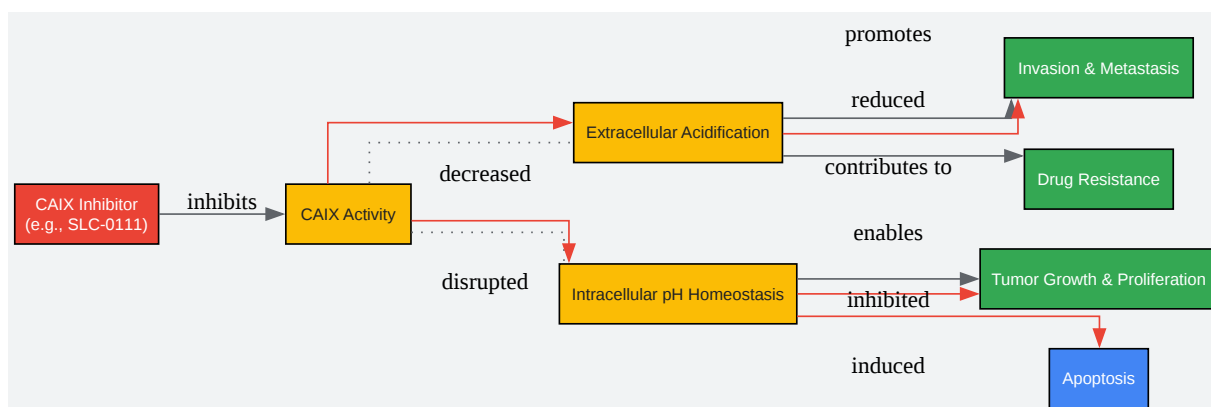 promotes
Invasion & Metastasis
reduced
Extracellular Acidification
contributes to
Drug Resistance
decreased
CAIX Inhibitor
(e.g., SLC-0111)
inhibits
CAIX Activity
enables
disrupted
Intracellular pH Homeostasis
Tumor Growth & Proliferation
inhibited
induced
Apoptosis